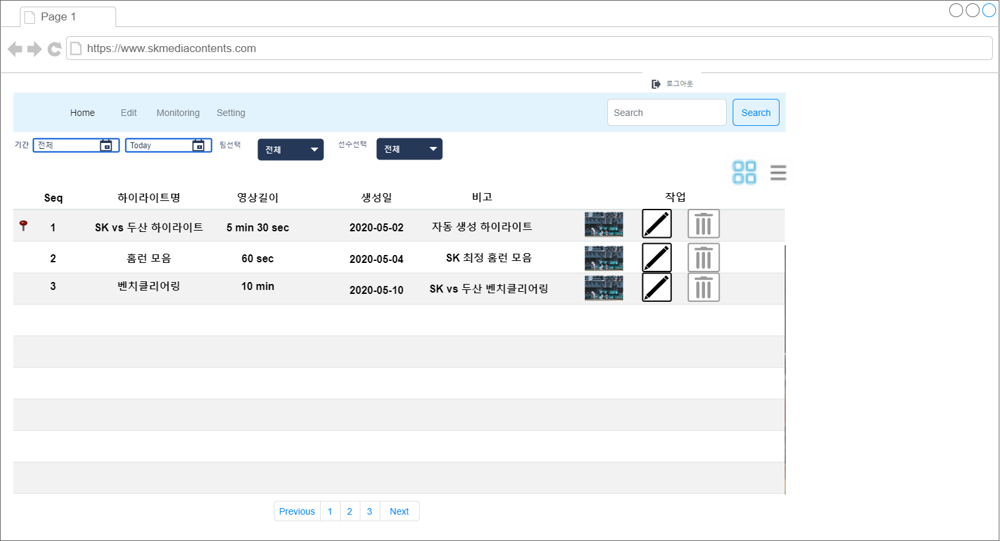 Page 1
https://www.skmediacontents.com
로그아웃
Home Edit Monitoring Setting Search Search
기간 전체 Today 팀선택 전체 선수선택 전체
Seq 하이라이트명 영상길이 생성일 비고 작업
1 SK vs 두산 하이라이트 5 min 30 sec 2020-05-02 자동 생성 하이라이트
2 홈런 모음 60 sec 2020-05-04 SK 최정 홈런 모음
3 벤치클리어링 10 min 2020-05-10 SK vs 두산 벤치클리어링
Previous 1 2 3 Next